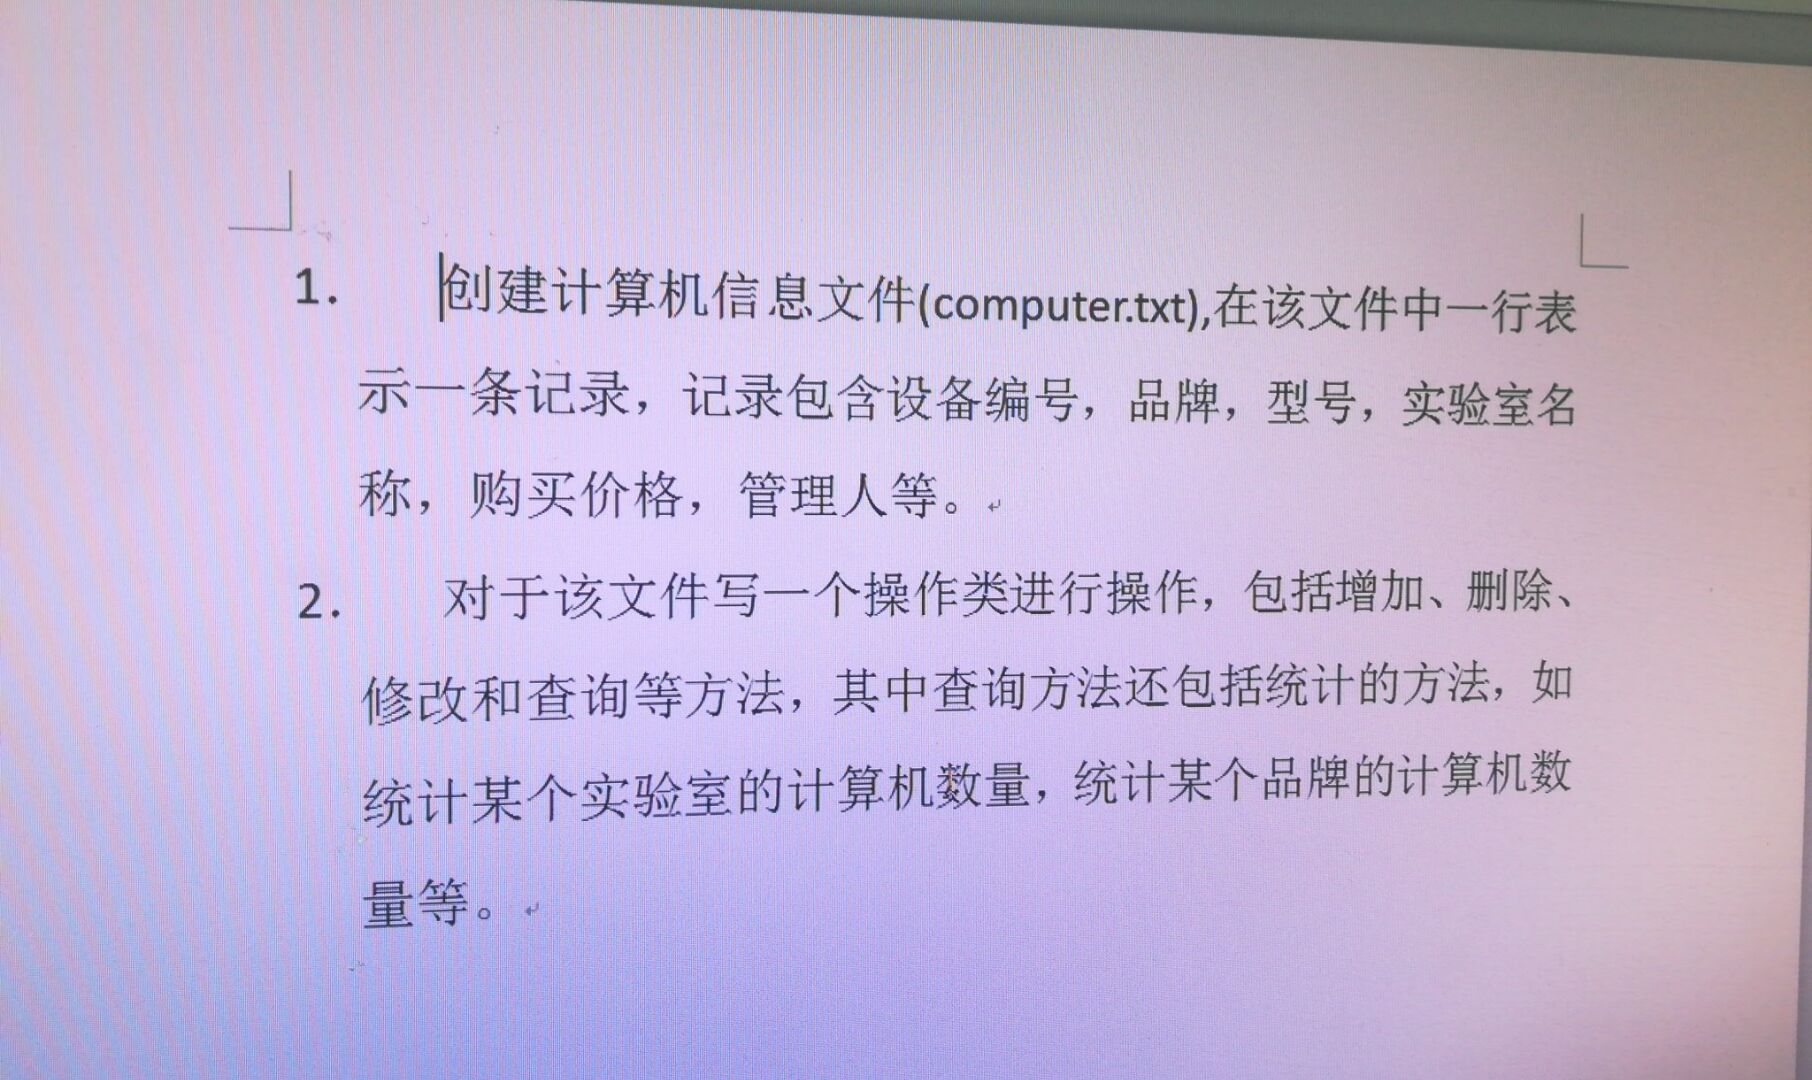 1. 创建计算机信息文件(computer.txt),在该文件中一行表
示一条记录，记录包含设备编号，品牌，型号，实验室名
称，购买价格，管理人等。
2. 对于该文件写一个操作类进行操作，包括增加、删除、
修改和查询等方法，其中查询方法还包括统计的方法，如
统计某个实验室的计算机数量，统计某个品牌的计算机数
量等。